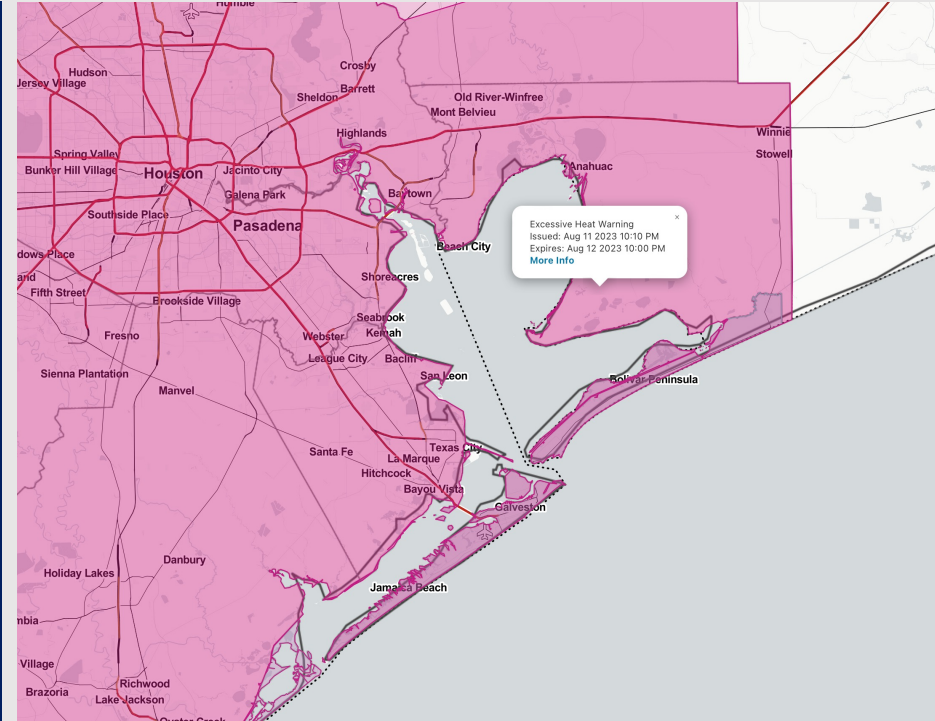 Humble
Crosby
Hudson
Jersey Village
Barrett
Sheldon
Old River-Winfree
Mont Belvieu
Highlands
Winnie
Spring Valley
Stowell
Bunker Hill Village
Houston
Jacinto City
Anahuac
Galena Park
Baytown
Southside Place
Pasadena
×
Excessive Heat Warning
Issued: Aug 11 2023 10:10 PM
Expires: Aug 12 2023 10:00 PM
More Info
Beach City
dows Place
and
Shoreacres
Fifth Street
Brookside Village
Seabrook
Kemah
Fresno
Webster
League City
Bacliff
Sienna Plantation
San Leon
Bolivar Peninsula
Manvel
Santa Fe
Texas City
La Marque
Hitchcock
Bayou Vista
Galveston
Danbury
Holiday Lakes
Jamaica Beach
mbia
Village
Richwood
Brazoria
Lake Jackson
Oyster Creek